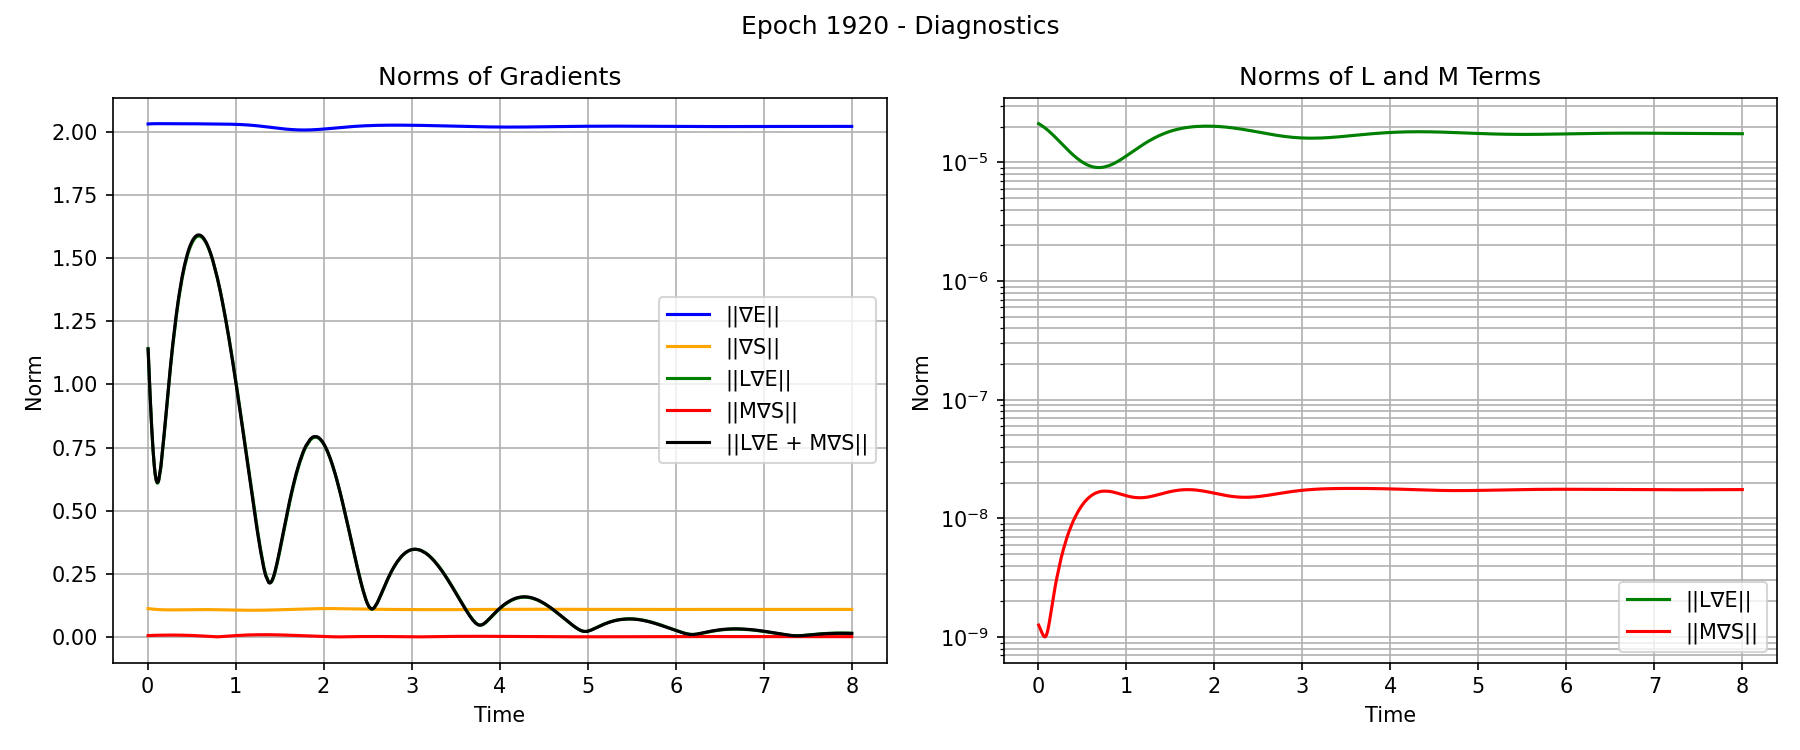 Epoch 1920 - Diagnostics
Norms of Gradients
2.00
1.75
1.50
1.25
1.00
0.75
0.50
0.25
0.00
Norm
||∇E||
||∇S||
||L∇E||
||M∇S||
||L∇E + M∇S||
0 1 2 3 4 5 6 7 8
Time
Norms of L and M Terms
10⁻⁵
10⁻⁶
10⁻⁷
10⁻⁸
10⁻⁹
Norm
||L∇E||
||M∇S||
0 1 2 3 4 5 6 7 8
Time